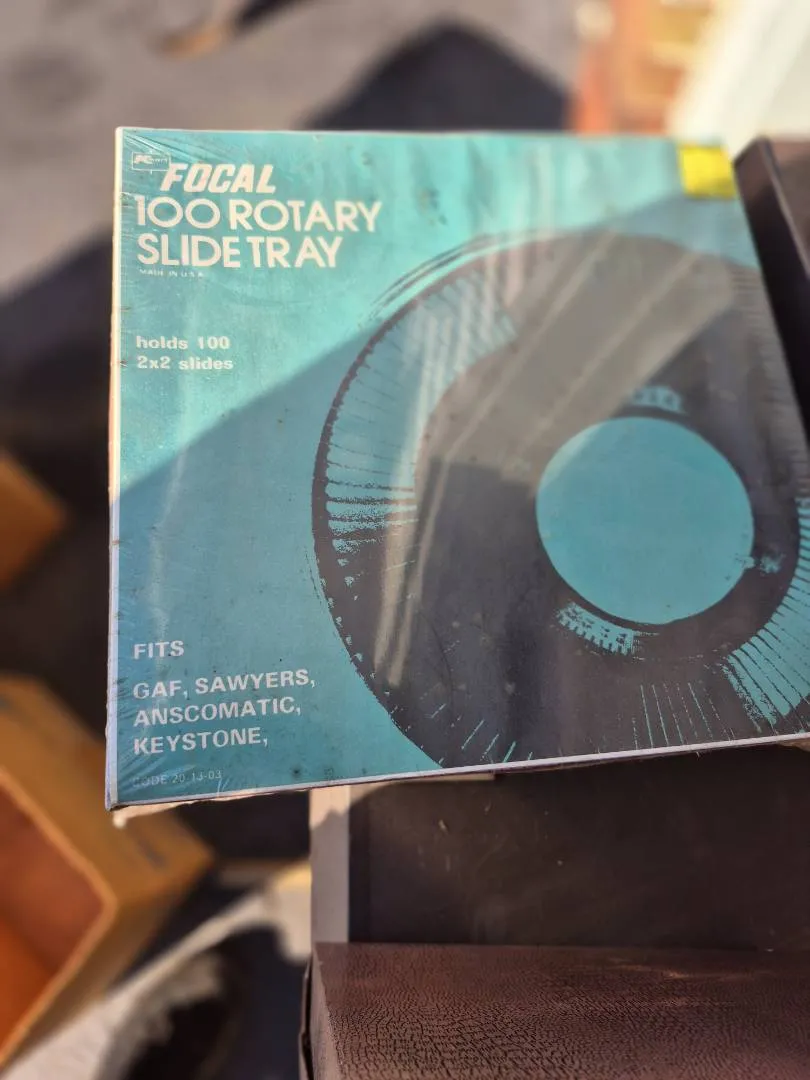 Kmart
FOCAL
100 ROTARY
SLIDE TRAY
MADE IN U.S.A.
holds 100
2x2 slides
FITS
GAF, SAWYERS,
ANSCOMATIC,
KEYSTONE,
CODE 20-13-03